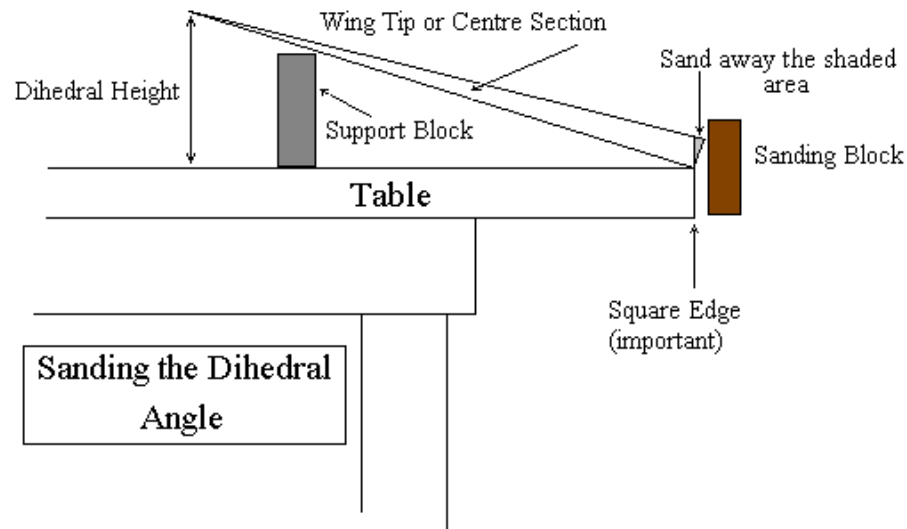 Wing Tip or Centre Section
Sand away the shaded
area
Dihedral Height
Support Block
Sanding Block
Table
Square Edge
(important)
Sanding the Dihedral
Angle